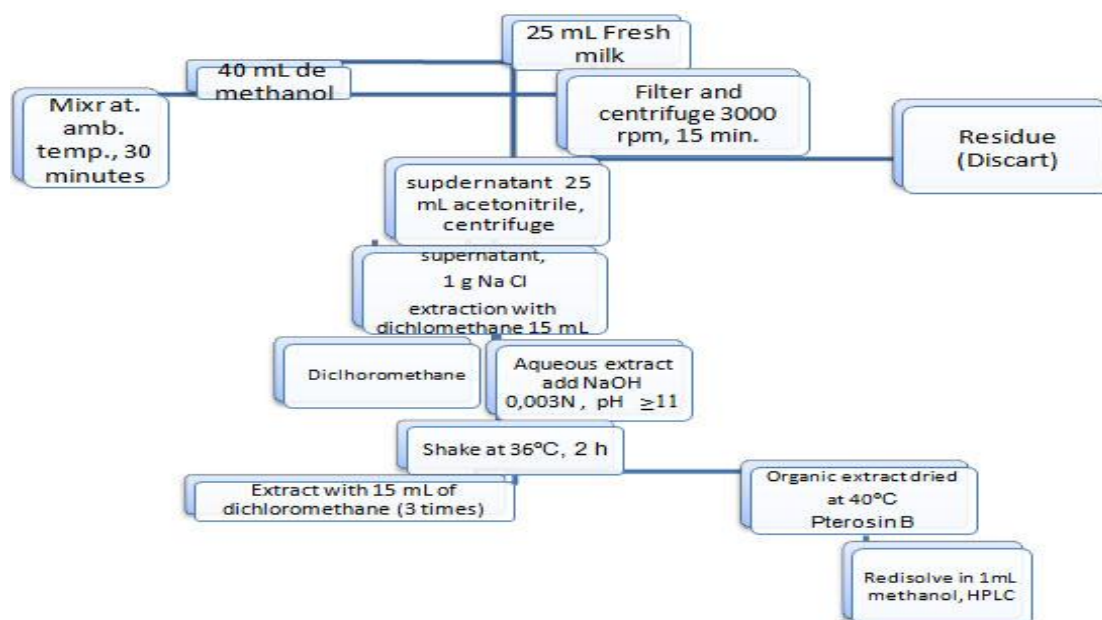 25 mL Fresh
milk
40 mL de
methanol
Mixr at.
amb.
temp., 30
minutes
Filter and
centrifuge 3000
rpm, 15 min.
Residue
(Discart)
supdernatant 25
mL acetonitrile,
centrifuge
supernatant,
1 g Na Cl
extraction with
dichlomethane 15 mL
Diclhoromethane
Aqueous extract
add NaOH
0,003N , pH ≥11
Shake at 36°C, 2 h
Extract with 15 mL of
dichloromethane (3 times)
Organic extract dried
at 40°C
Pterosin B
Redisolve in 1mL
methanol, HPLC